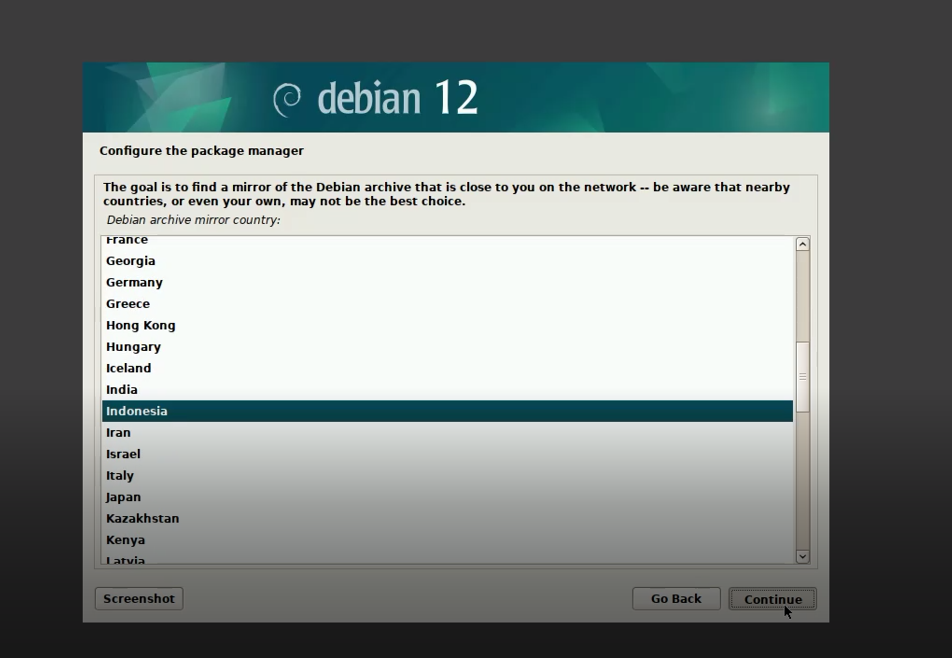 debian 12
Configure the package manager
The goal is to find a mirror of the Debian archive that is close to you on the network -- be aware that nearby
countries, or even your own, may not be the best choice.
Debian archive mirror country:
France
Georgia
Germany
Greece
Hong Kong
Hungary
Iceland
India
Indonesia
Iran
Israel
Italy
Japan
Kazakhstan
Kenya
Latvia
Screenshot
Go Back
Continue